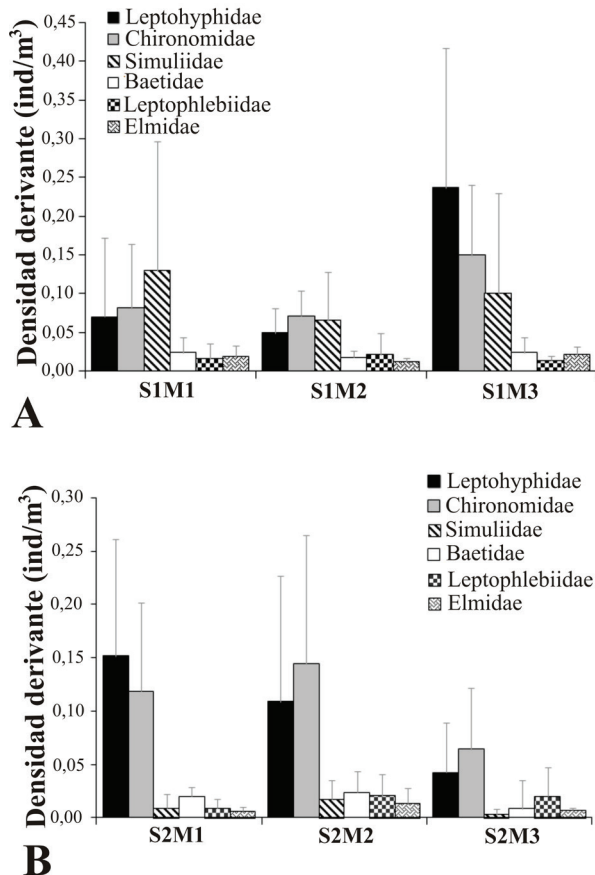 Densidad derivante (ind/m³)
0,45
0,40
0,35
0,30
0,25
0,20
0,15
0,10
0,05
0,00
Leptohyphidae
Chironomidae
Simuliidae
Baetidae
Leptophlebiidae
Elmidae
S1M1 S1M2 S1M3
A
Densidad derivante (ind/m³)
0,30
0,25
0,20
0,15
0,10
0,05
0,00
Leptohyphidae
Chironomidae
Simuliidae
Baetidae
Leptophlebiidae
Elmidae
S2M1 S2M2 S2M3
B